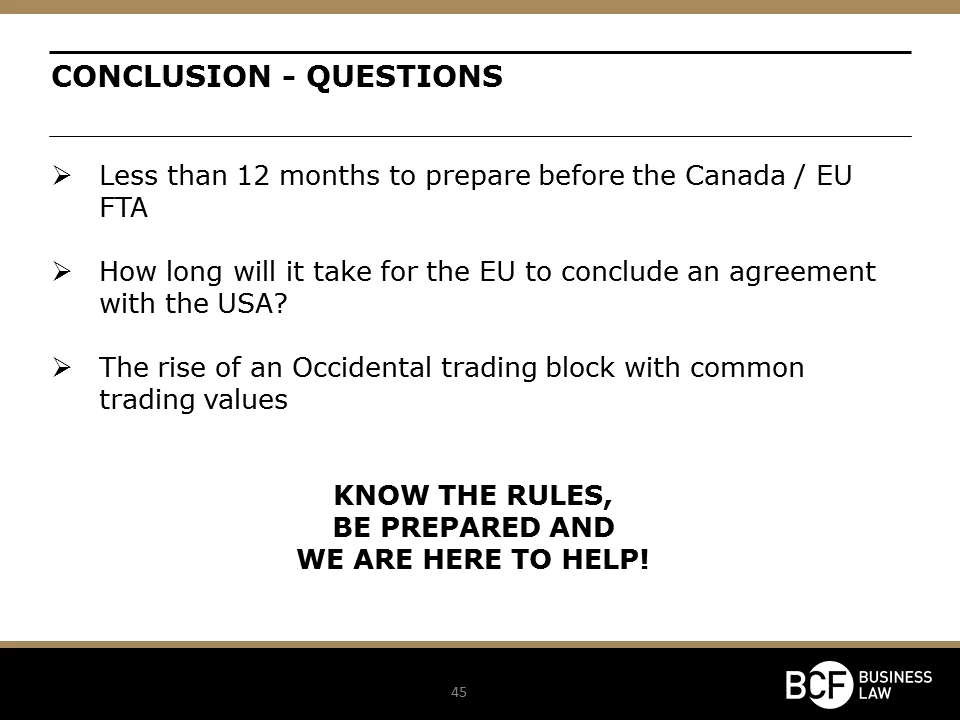 CONCLUSION - QUESTIONS
➢ Less than 12 months to prepare before the Canada / EU
FTA
➢ How long will it take for the EU to conclude an agreement
with the USA?
➢ The rise of an Occidental trading block with common
trading values
KNOW THE RULES,
BE PREPARED AND
WE ARE HERE TO HELP!
45
BCF BUSINESS
LAW